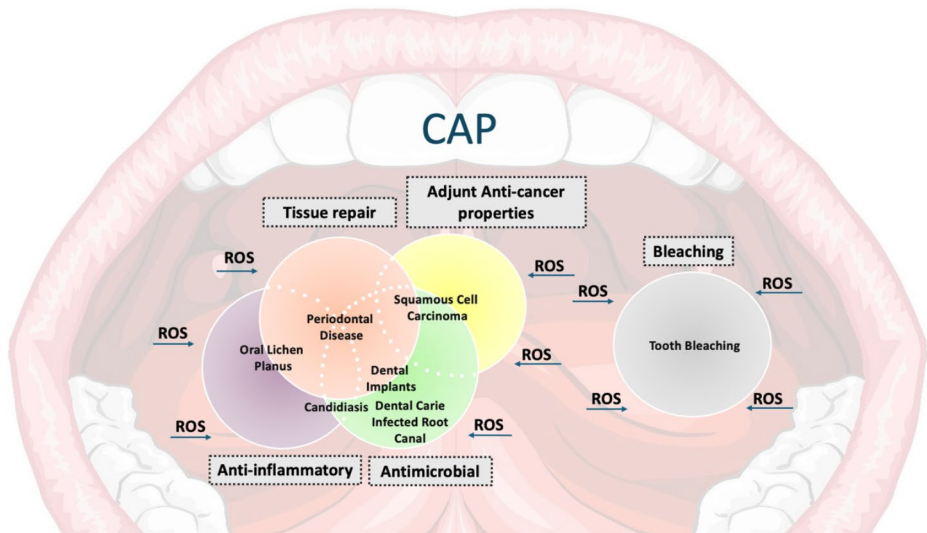 CAP
Adjunt Anti-cancer
properties
Tissue repair
Bleaching
ROS
ROS
ROS
ROS
ROS
Squamous Cell
Carcinoma
Periodontal
Disease
ROS
Oral Lichen
Planus
Tooth Bleaching
ROS
Dental
Implants
Candidiasis
Dental Carie
Infected Root
Canal
ROS
ROS
ROS
ROS
Anti-inflammatory
Antimicrobial